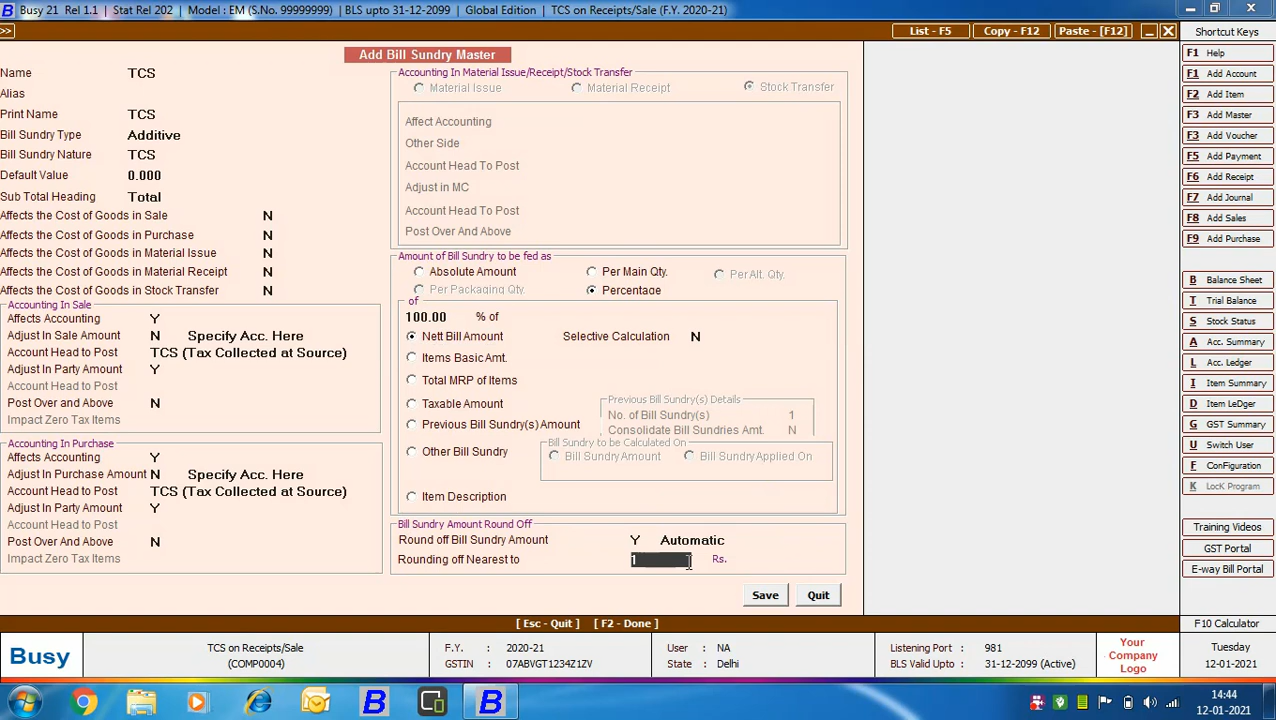 Busy 21 Rel 1.1 | Stat Rel 202 | Model : EM (S.No. 99999999) | BLS upto 31-12-2099 | Global Edition | TCS on Receipts/Sale (F.Y. 2020-21)
>> List - F5 Copy - F12 Paste - [F12]
Add Bill Sundry Master
Name TCS
Alias
Print Name TCS
Bill Sundry Type Additive
Bill Sundry Nature TCS
Default Value 0.000
Sub Total Heading Total
Affects the Cost of Goods in Sale N
Affects the Cost of Goods in Purchase N
Affects the Cost of Goods in Material Issue N
Affects the Cost of Goods in Material Receipt N
Affects the Cost of Goods in Stock Transfer N
Accounting In Sale
Affects Accounting Y
Adjust In Sale Amount N Specify Acc. Here
Account Head to Post TCS (Tax Collected at Source)
Adjust In Party Amount Y
Account Head to Post
Post Over and Above N
Impact Zero Tax Items
Accounting In Purchase
Affects Accounting Y
Adjust In Purchase Amount N Specify Acc. Here
Account Head to Post TCS (Tax Collected at Source)
Adjust In Party Amount Y
Account Head to Post
Post Over And Above N
Impact Zero Tax Items
Accounting In Material Issue/Receipt/Stock Transfer
Material Issue Material Receipt Stock Transfer
Affect Accounting
Other Side
Account Head To Post
Adjust in MC
Account Head To Post
Post Over And Above
Amount of Bill Sundry to be fed as
Absolute Amount Per Main Qty. Per Alt. Qty.
Per Packaging Qty. Percentage
of
100.00 % of
Nett Bill Amount Selective Calculation N
Items Basic Amt.
Total MRP of Items
Taxable Amount
Previous Bill Sundry(s) Amount
Other Bill Sundry
Item Description
Previous Bill Sundry(s) Details
No. of Bill Sundry(s) 1
Consolidate Bill Sundries Amt. N
Bill Sundry to be Calculated On
Bill Sundry Amount Bill Sundry Applied On
Bill Sundry Amount Round Off
Round off Bill Sundry Amount Y Automatic
Rounding off Nearest to 1 Rs.
Save Quit
[ Esc - Quit ] [ F2 - Done ]
Shortcut Keys
F1 Help
F1 Add Account
F2 Add Item
F3 Add Master
F3 Add Voucher
F5 Add Payment
F6 Add Receipt
F7 Add Journal
F8 Add Sales
F9 Add Purchase
B Balance Sheet
T Trial Balance
S Stock Status
A Acc. Summary
L Acc. Ledger
I Item Summary
D Item LeDger
G GST Summary
U Switch User
F ConFiguration
K LocK Program
Training Videos
GST Portal
E-way Bill Portal
F10 Calculator
Busy
TCS on Receipts/Sale
(COMP0004)
F.Y. : 2020-21
GSTIN : 07ABVGT1234Z1ZV
User : NA
State : Delhi
Listening Port : 981
BLS Valid Upto : 31-12-2099 (Active)
Your
Company
Logo
Tuesday
12-01-2021
14:44
12-01-2021